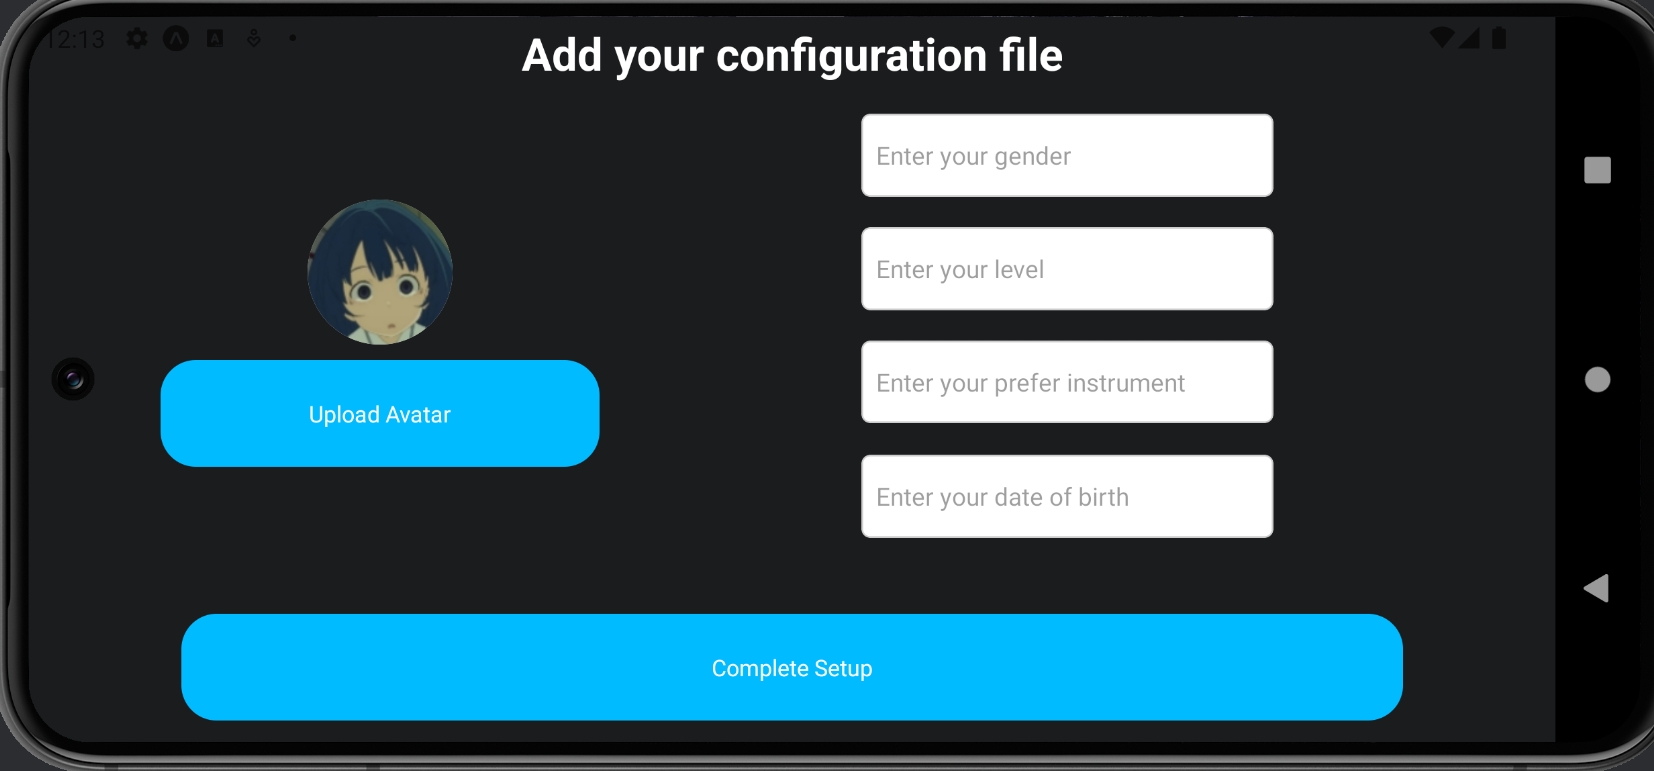 12:13
Add your configuration file
Enter your gender
Enter your level
Enter your prefer instrument
Enter your date of birth
Upload Avatar
Complete Setup